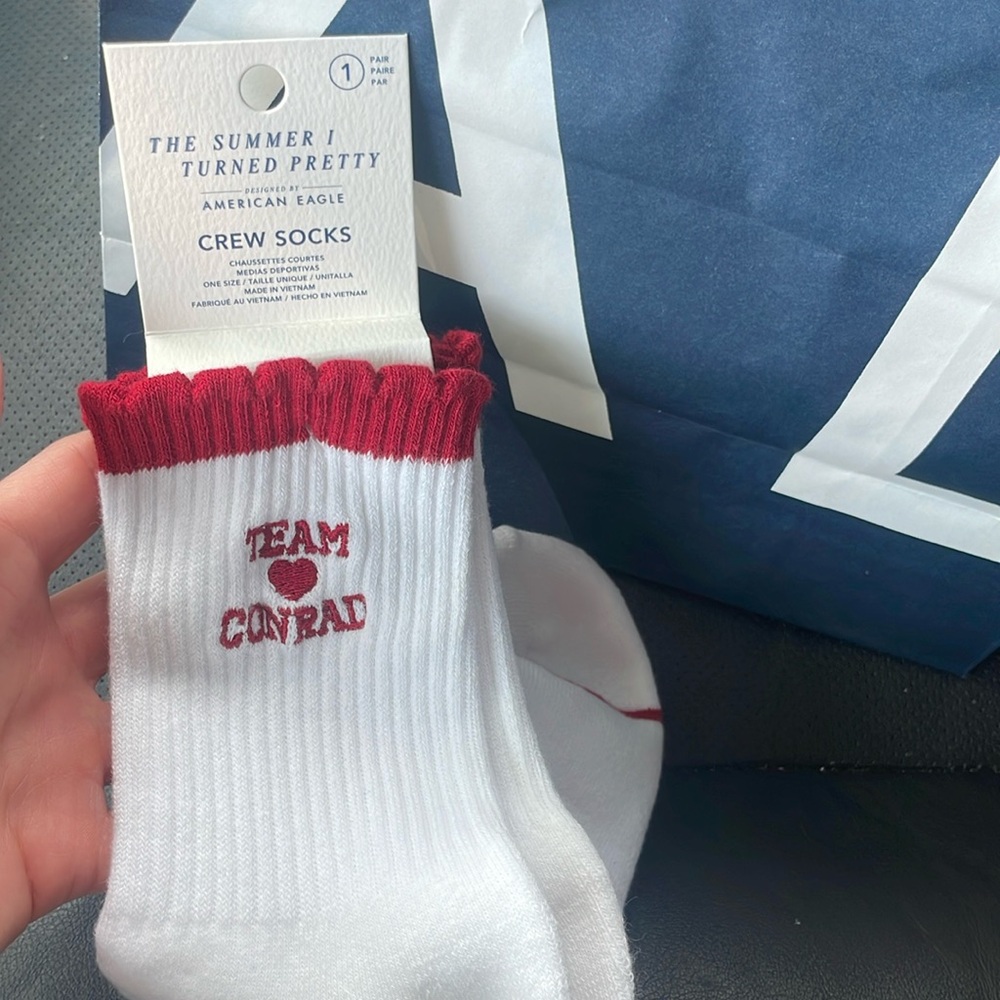 1
PAIR
PAIRE
PAR
THE SUMMER I
TURNED PRETTY
DESIGNED BY
AMERICAN EAGLE
CREW SOCKS
CHAUSSETTES COURTES
MEDIAS DEPORTIVAS
ONE SIZE / TAILLE UNIQUE / UNITALLA
MADE IN VIETNAM
FABRIQUÉ AU VIETNAM / HECHO EN VIETNAM
TEAM
CONRAD